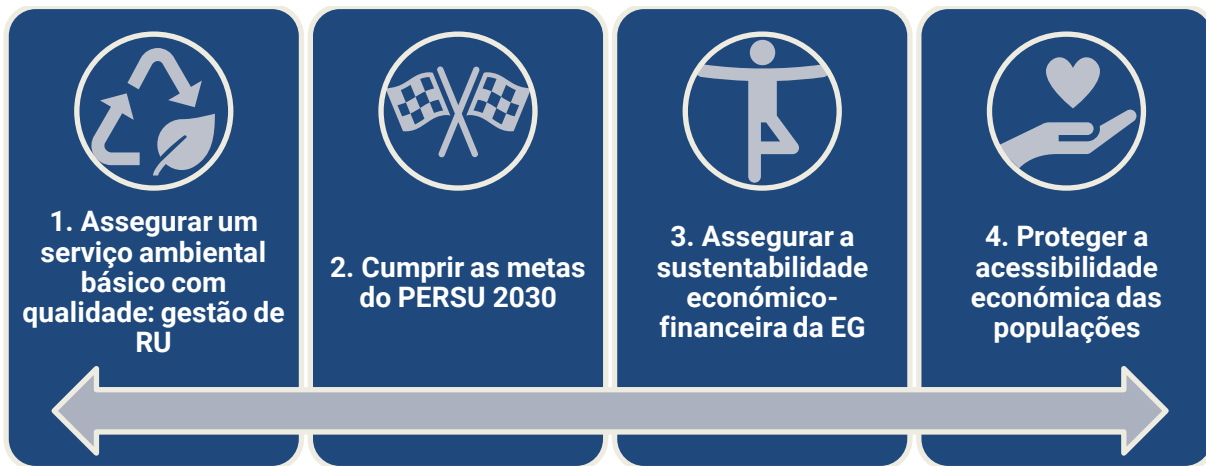 1. Assegurar um
serviço ambiental
básico com
qualidade: gestão de
RU
2. Cumprir as metas
do PERSU 2030
3. Assegurar a
sustentabilidade
económico-
financeira da EG
4. Proteger a
acessibilidade
económica das
populações